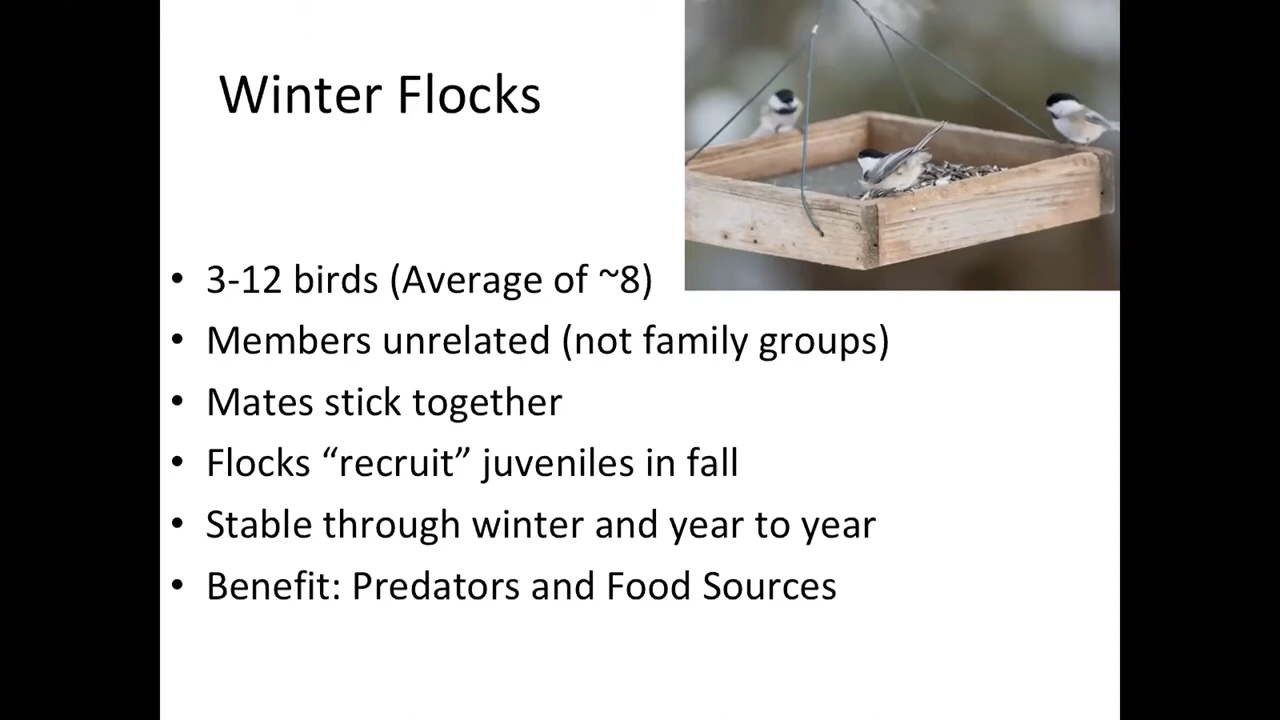 Winter Flocks
• 3-12 birds (Average of ~8)
• Members unrelated (not family groups)
• Mates stick together
• Flocks “recruit” juveniles in fall
• Stable through winter and year to year
• Benefit: Predators and Food Sources